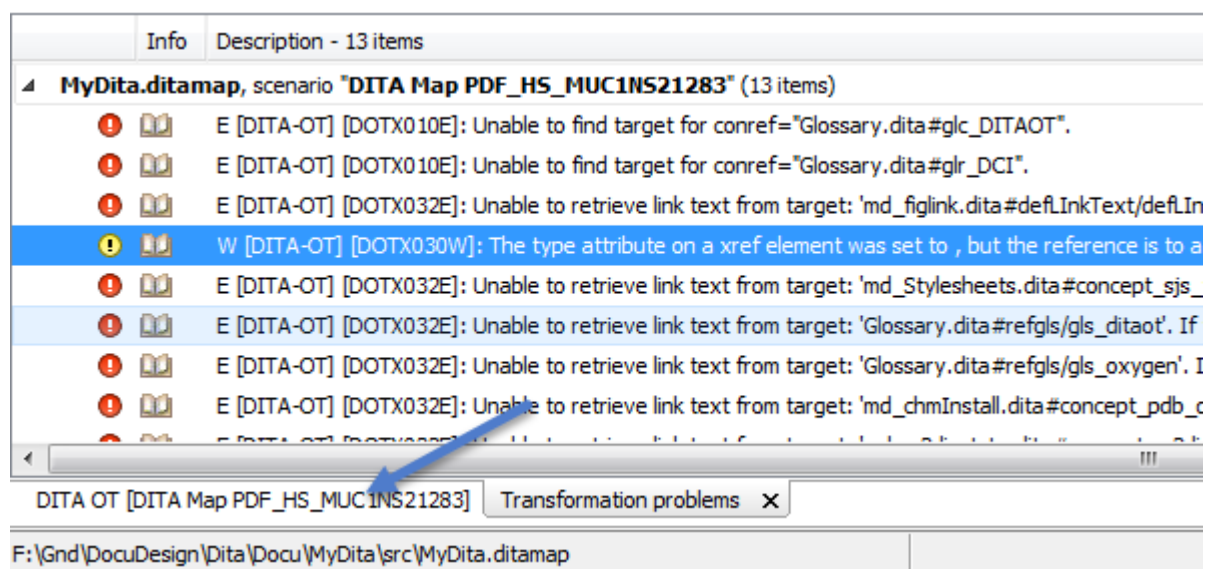 Info Description - 13 items
MyDita.ditamap, scenario "DITA Map PDF_HS_MUC1NS21283" (13 items)
E [DITA-OT] [DOTX010E]: Unable to find target for conref="Glossary.dita#glc_DITAOT".
E [DITA-OT] [DOTX010E]: Unable to find target for conref="Glossary.dita#glr_DCI".
E [DITA-OT] [DOTX032E]: Unable to retrieve link text from target: 'md_figlink.dita#defLInkText/defLIn
W [DITA-OT] [DOTX030W]: The type attribute on a xref element was set to , but the reference is to a
E [DITA-OT] [DOTX032E]: Unable to retrieve link text from target: 'md_Stylesheets.dita#concept_sjs_
E [DITA-OT] [DOTX032E]: Unable to retrieve link text from target: 'Glossary.dita#refgls/gls_ditaot'. If
E [DITA-OT] [DOTX032E]: Unable to retrieve link text from target: 'Glossary.dita#refgls/gls_oxygen'. I
E [DITA-OT] [DOTX032E]: Unable to retrieve link text from target: 'md_chmInstall.dita#concept_pdb_c
DITA OT [DITA Map PDF_HS_MUC1NS21283] Transformation problems
F:\Gnd\DocuDesign\Dita\Docu\MyDita\src\MyDita.ditamap